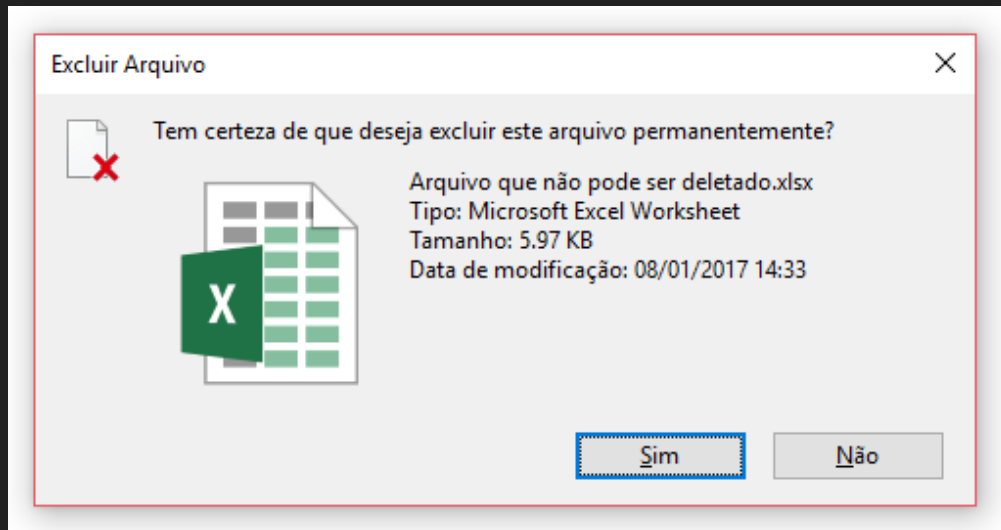 Excluir Arquivo
Tem certeza de que deseja excluir este arquivo permanentemente?
Arquivo que não pode ser deletado.xlsx
Tipo: Microsoft Excel Worksheet
Tamanho: 5.97 KB
Data de modificação: 08/01/2017 14:33
X
Sim
Não